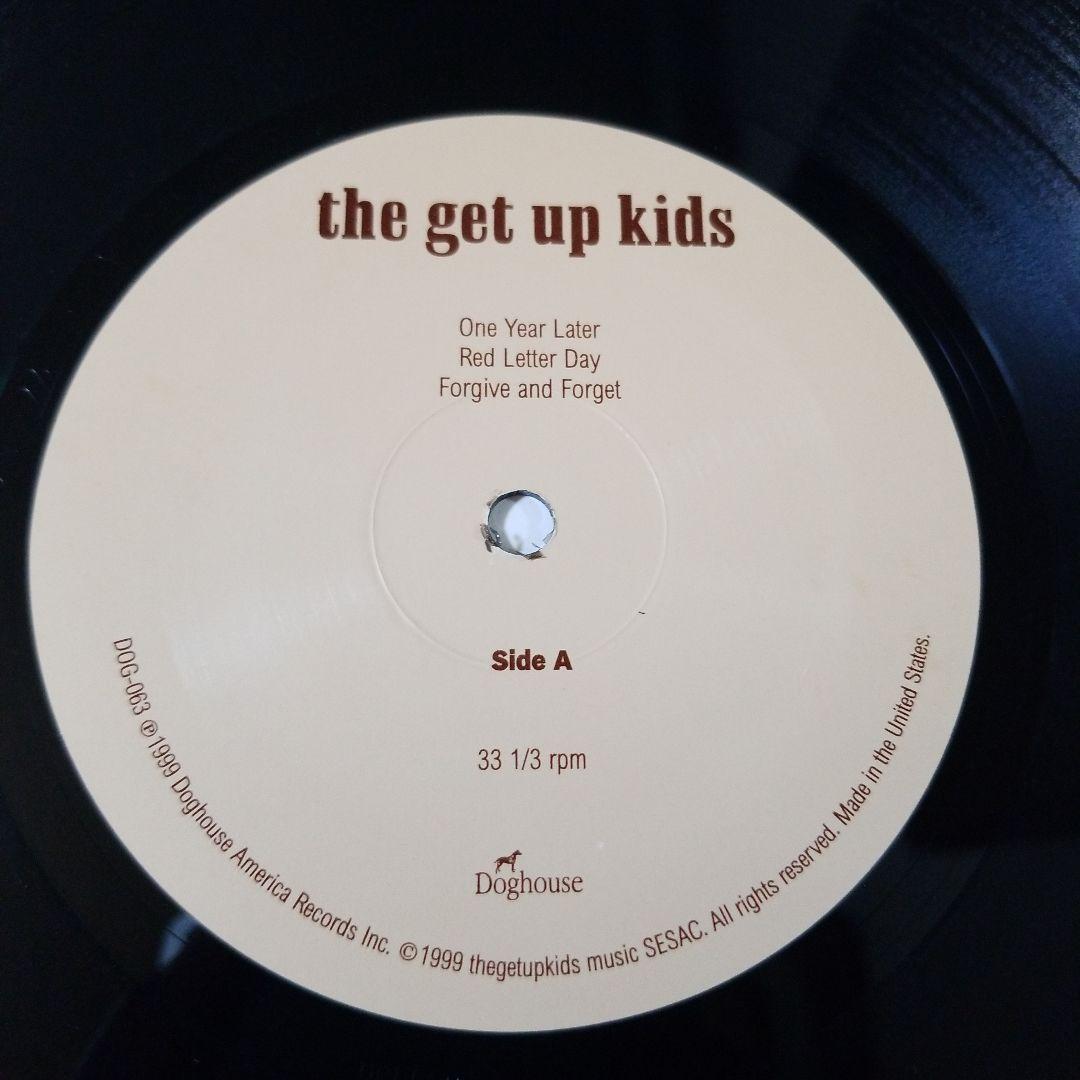 the get up kids
One Year Later
Red Letter Day
Forgive and Forget
Side A
33 1/3 rpm
Doghouse
DOG-063 ℗1999 Doghouse America Records Inc. ©1999 thegetupkids music SESAC. All rights reserved. Made in the United States.